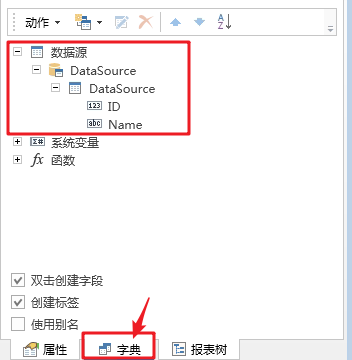 动作
数据源
DataSource
DataSource
123 ID
abc Name
系统变量
fx 函数
双击创建字段
创建标签
使用别名
属性 字典 报表树